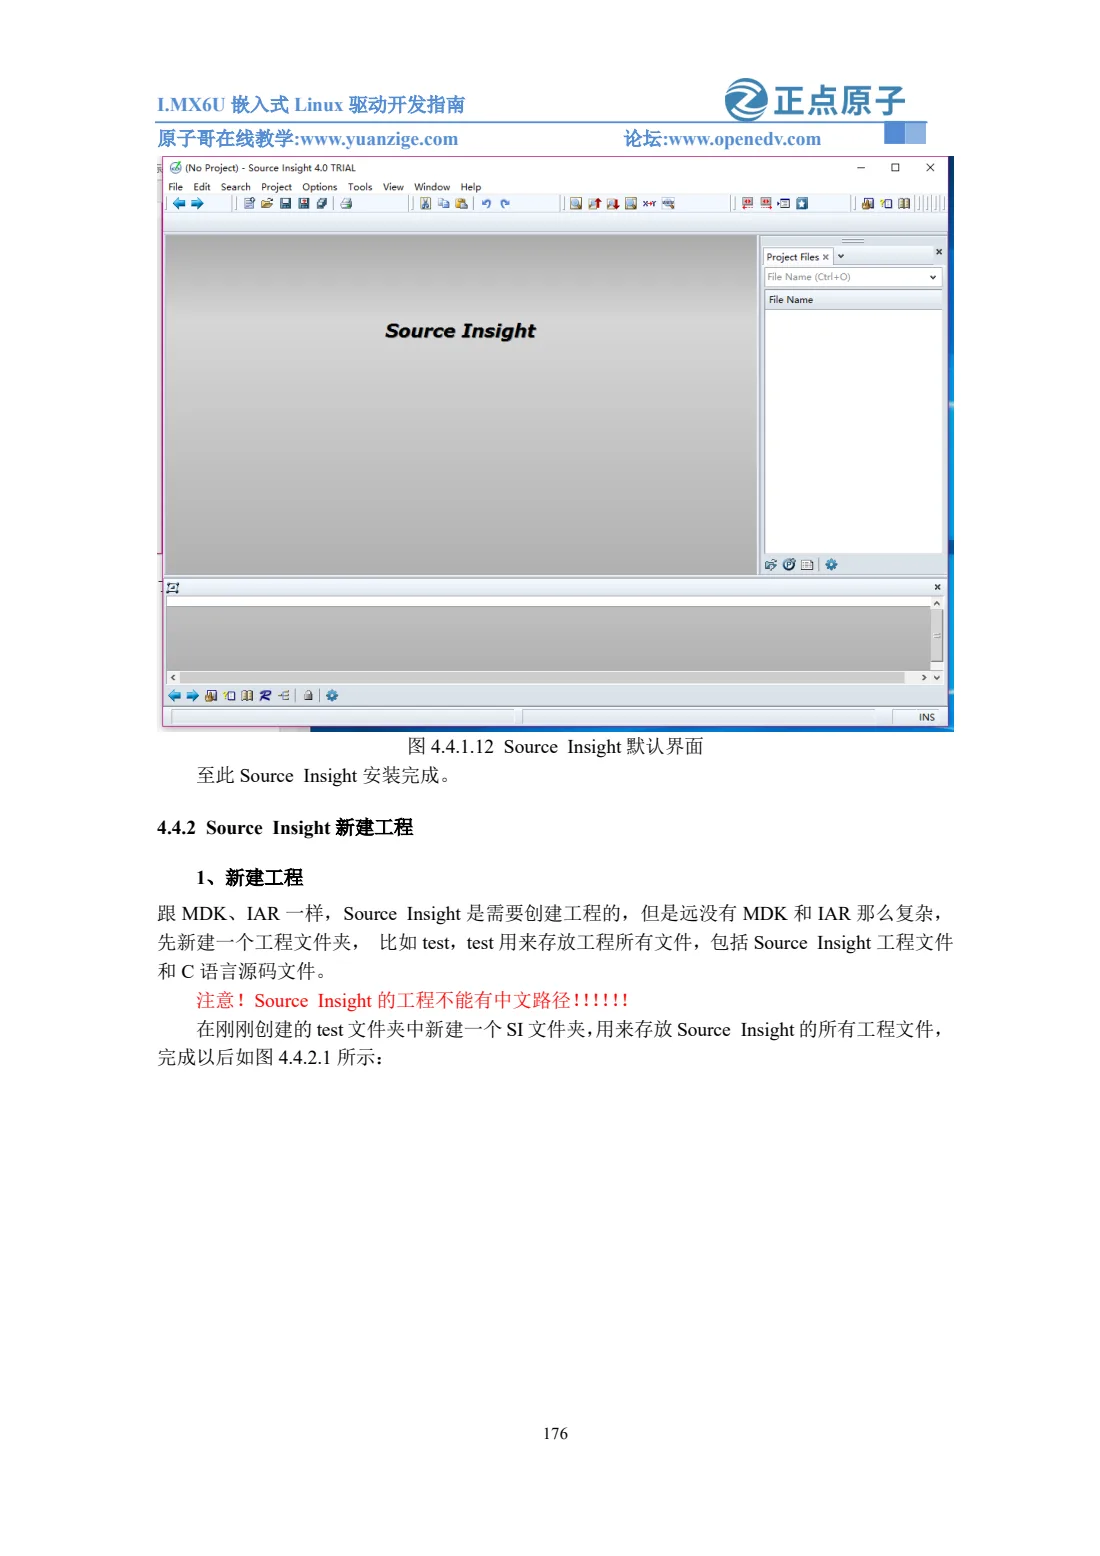 I.MX6U 嵌入式 Linux 驱动开发指南
正点原子
原子哥在线教学:www.yuanzige.com 论坛:www.openedv.com
(No Project) - Source Insight 4.0 TRIAL
File Edit Search Project Options Tools View Window Help
Project Files
File Name (Ctrl+O)
File Name
Source Insight
INS
图 4.4.1.12 Source Insight 默认界面
至此 Source Insight 安装完成。
4.4.2 Source Insight 新建工程
1、新建工程
跟 MDK、IAR 一样，Source Insight 是需要创建工程的，但是远没有 MDK 和 IAR 那么复杂，
先新建一个工程文件夹， 比如 test，test 用来存放工程所有文件，包括 Source Insight 工程文件
和 C 语言源码文件。
注意！Source Insight 的工程不能有中文路径！！！！！！
在刚刚创建的 test 文件夹中新建一个 SI 文件夹，用来存放 Source Insight 的所有工程文件，
完成以后如图 4.4.2.1 所示：
176